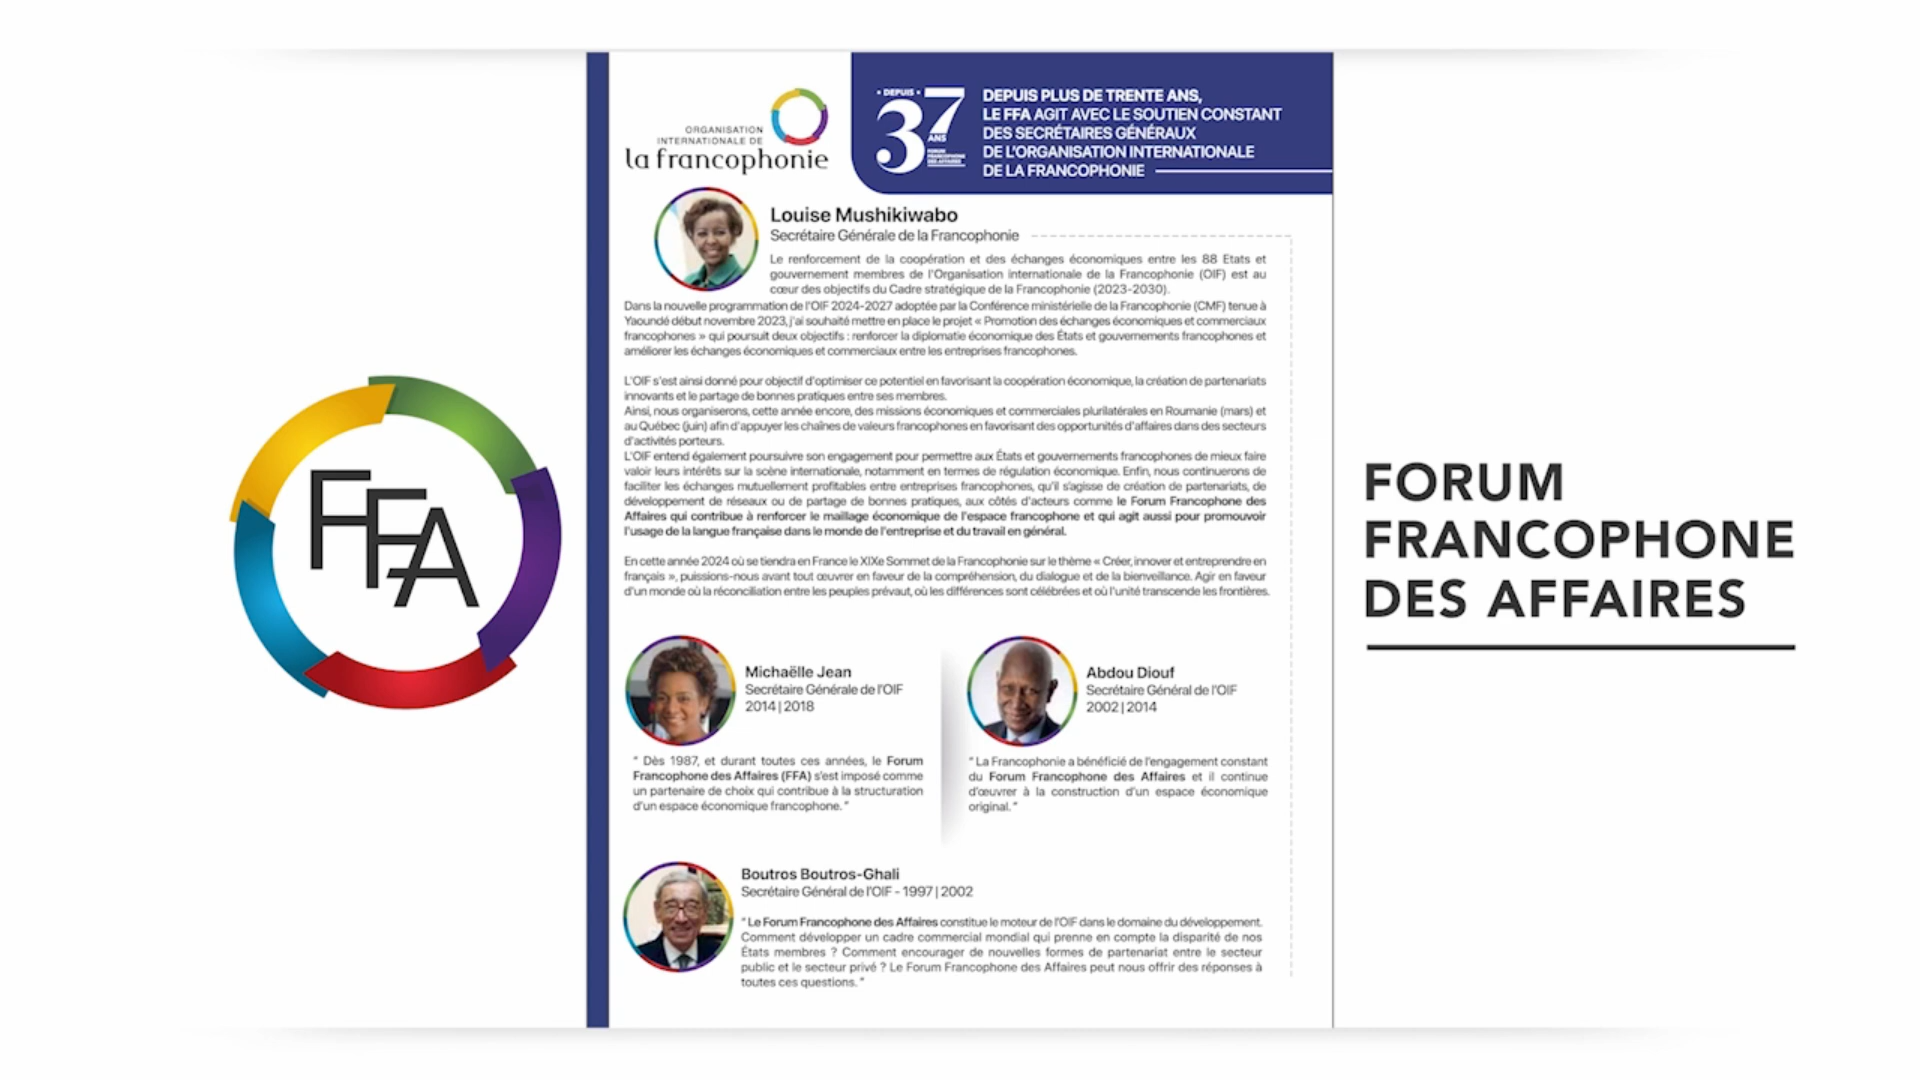 FFA
ORGANISATION
INTERNATIONALE DE
la francophonie
• DEPUIS •
37
ANS
FORUM
FRANCOPHONE
DES AFFAIRES
DEPUIS PLUS DE TRENTE ANS,
LE FFA AGIT AVEC LE SOUTIEN CONSTANT
DES SECRÉTAIRES GÉNÉRAUX
DE L'ORGANISATION INTERNATIONALE
DE LA FRANCOPHONIE
Louise Mushikiwabo
Secrétaire Générale de la Francophonie
Le renforcement de la coopération et des échanges économiques entre les 88 Etats et
gouvernement membres de l'Organisation internationale de la Francophonie (OIF) est au
cœur des objectifs du Cadre stratégique de la Francophonie (2023-2030).
Dans la nouvelle programmation de l'OIF 2024-2027 adoptée par la Conférence ministérielle de la Francophonie (CMF) tenue à
Yaoundé début novembre 2023, j'ai souhaité mettre en place le projet « Promotion des échanges économiques et commerciaux
francophones » qui poursuit deux objectifs : renforcer la diplomatie économique des États et gouvernements francophones et
améliorer les échanges économiques et commerciaux entre les entreprises francophones.
L'OIF s'est ainsi donné pour objectif d'optimiser ce potentiel en favorisant la coopération économique, la création de partenariats
innovants et le partage de bonnes pratiques entre ses membres.
Ainsi, nous organiserons, cette année encore, des missions économiques et commerciales plurilatérales en Roumanie (mars) et
au Québec (juin) afin d'appuyer les chaînes de valeurs francophones en favorisant des opportunités d'affaires dans des secteurs
d'activités porteurs.
L'OIF entend également poursuivre son engagement pour permettre aux États et gouvernements francophones de mieux faire
valoir leurs intérêts sur la scène internationale, notamment en termes de régulation économique. Enfin, nous continuerons de
faciliter les échanges mutuellement profitables entre entreprises francophones, qu'il s'agisse de création de partenariats, de
développement de réseaux ou de partage de bonnes pratiques, aux côtés d'acteurs comme le Forum Francophone des
Affaires qui contribue à renforcer le maillage économique de l'espace francophone et qui agit aussi pour promouvoir
l'usage de la langue française dans le monde de l'entreprise et du travail en général.
En cette année 2024 où se tiendra en France le XIXe Sommet de la Francophonie sur le thème « Créer, innover et entreprendre en
français », puissions-nous avant tout œuvrer en faveur de la compréhension, du dialogue et de la bienveillance. Agir en faveur
d'un monde où la réconciliation entre les peuples prévaut, où les différences sont célébrées et où l'unité transcende les frontières.
Michaëlle Jean
Secrétaire Générale de l'OIF
2014 | 2018
" Dès 1987, et durant toutes ces années, le Forum
Francophone des Affaires (FFA) s'est imposé comme
un partenaire de choix qui contribue à la structuration
d'un espace économique francophone. "
Abdou Diouf
Secrétaire Général de l'OIF
2002 | 2014
" La Francophonie a bénéficié de l'engagement constant
du Forum Francophone des Affaires et il continue
d'œuvrer à la construction d'un espace économique
original. "
Boutros Boutros-Ghali
Secrétaire Général de l'OIF - 1997 | 2002
" Le Forum Francophone des Affaires constitue le moteur de l'OIF dans le domaine du développement.
Comment développer un cadre commercial mondial qui prenne en compte la disparité de nos
États membres ? Comment encourager de nouvelles formes de partenariat entre le secteur
public et le secteur privé ? Le Forum Francophone des Affaires peut nous offrir des réponses à
toutes ces questions. "
FORUM
FRANCOPHONE
DES AFFAIRES